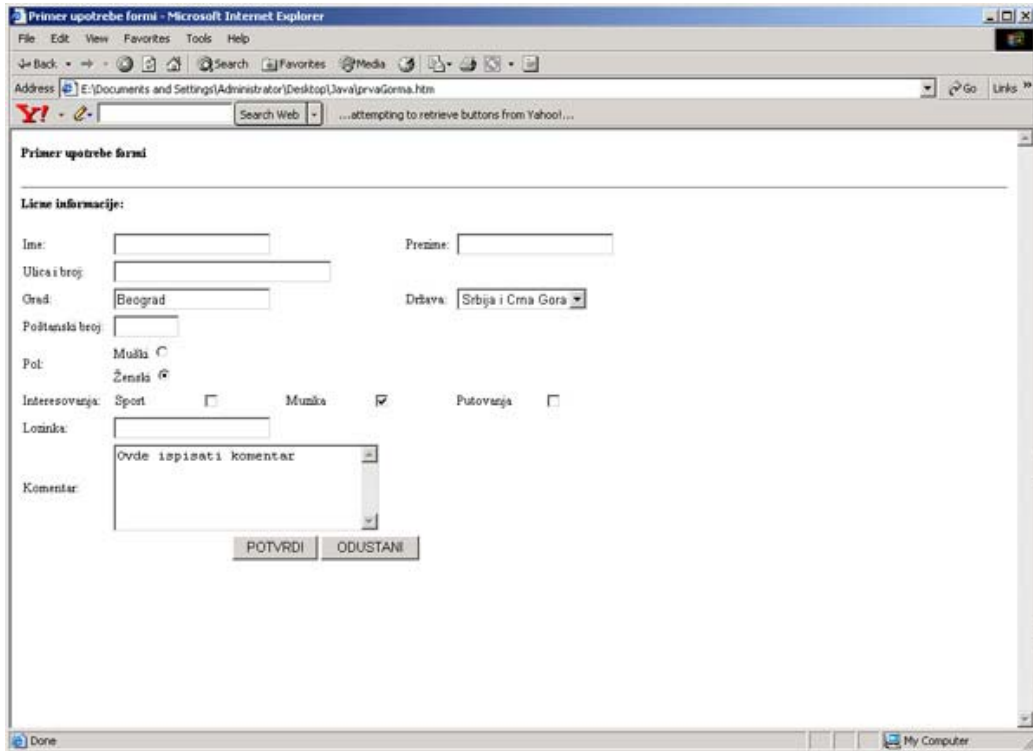 Primer upotrebe formi - Microsoft Internet Explorer
File Edit View Favorites Tools Help
Back Search Favorites Media
Address E:\Documents and Settings\Administrator\Desktop\Java\prvaGorma.htm Go Links »
Y! Search Web ...attempting to retrieve buttons from Yahoo!...
Primer upotrebe formi
Licne informacije:
Ime: Prezime:
Ulica i broj:
Grad: Beograd Država: Srbija i Crna Gora
Poštanski broj:
Pol: Muški
Ženski
Interesovanja: Sport Muzika Putovanja
Lozinka:
Ovde ispisati komentar
Komentar:
POTVRDI ODUSTANI
Done My Computer